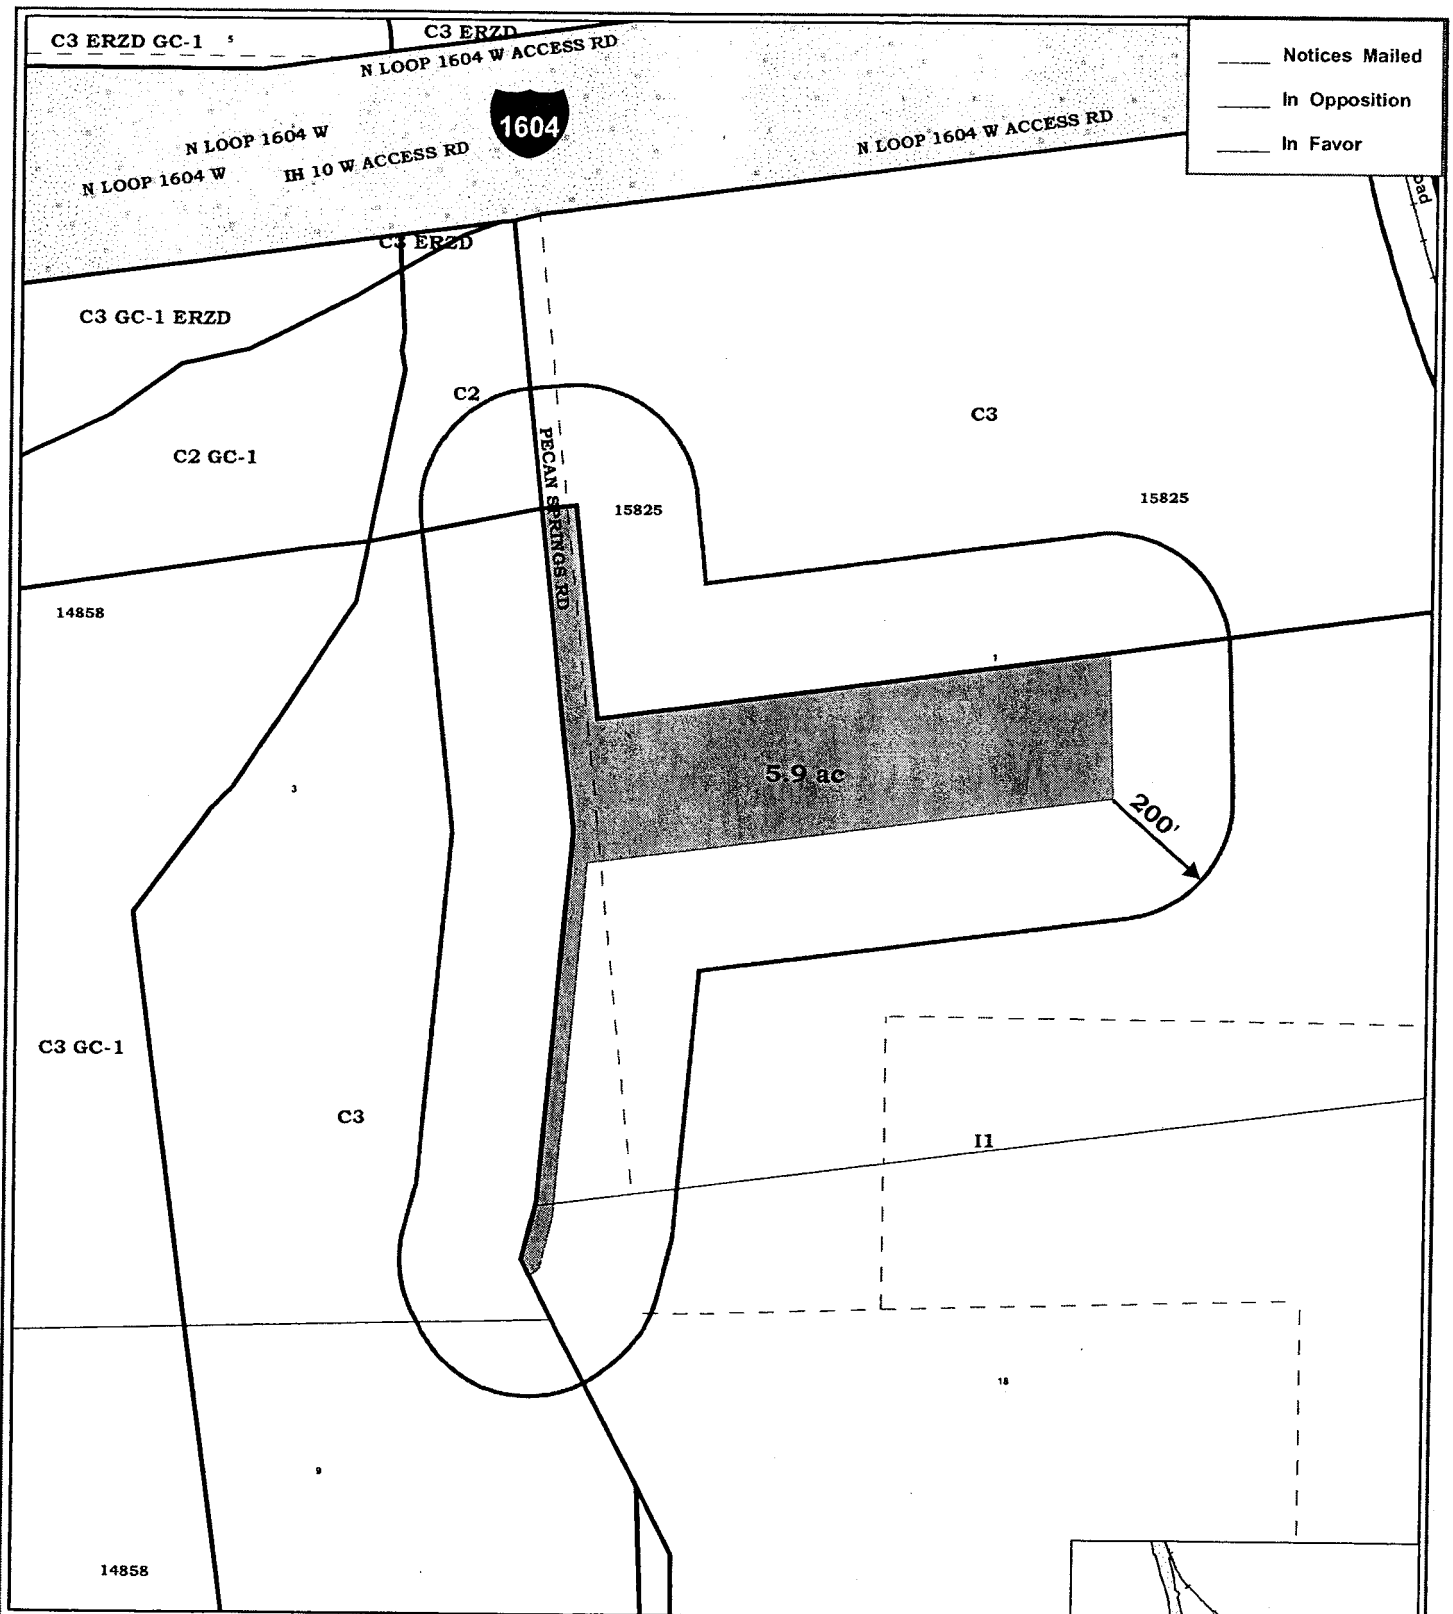 C3 ERZD GC-1
5
C3 ERZD
N LOOP 1604 W ACCESS RD
Notices Mailed
In Opposition
In Favor
1604
N LOOP 1604 W
IH 10 W ACCESS RD
N LOOP 1604 W
N LOOP 1604 W ACCESS RD
oad
C3 ERZD
C3 GC-1 ERZD
C2
C3
C2 GC-1
PECAN SPRINGS RD
15825
15825
14858
1
5.9 ac
3
200'
C3 GC-1
C3
I1
18
9
14858